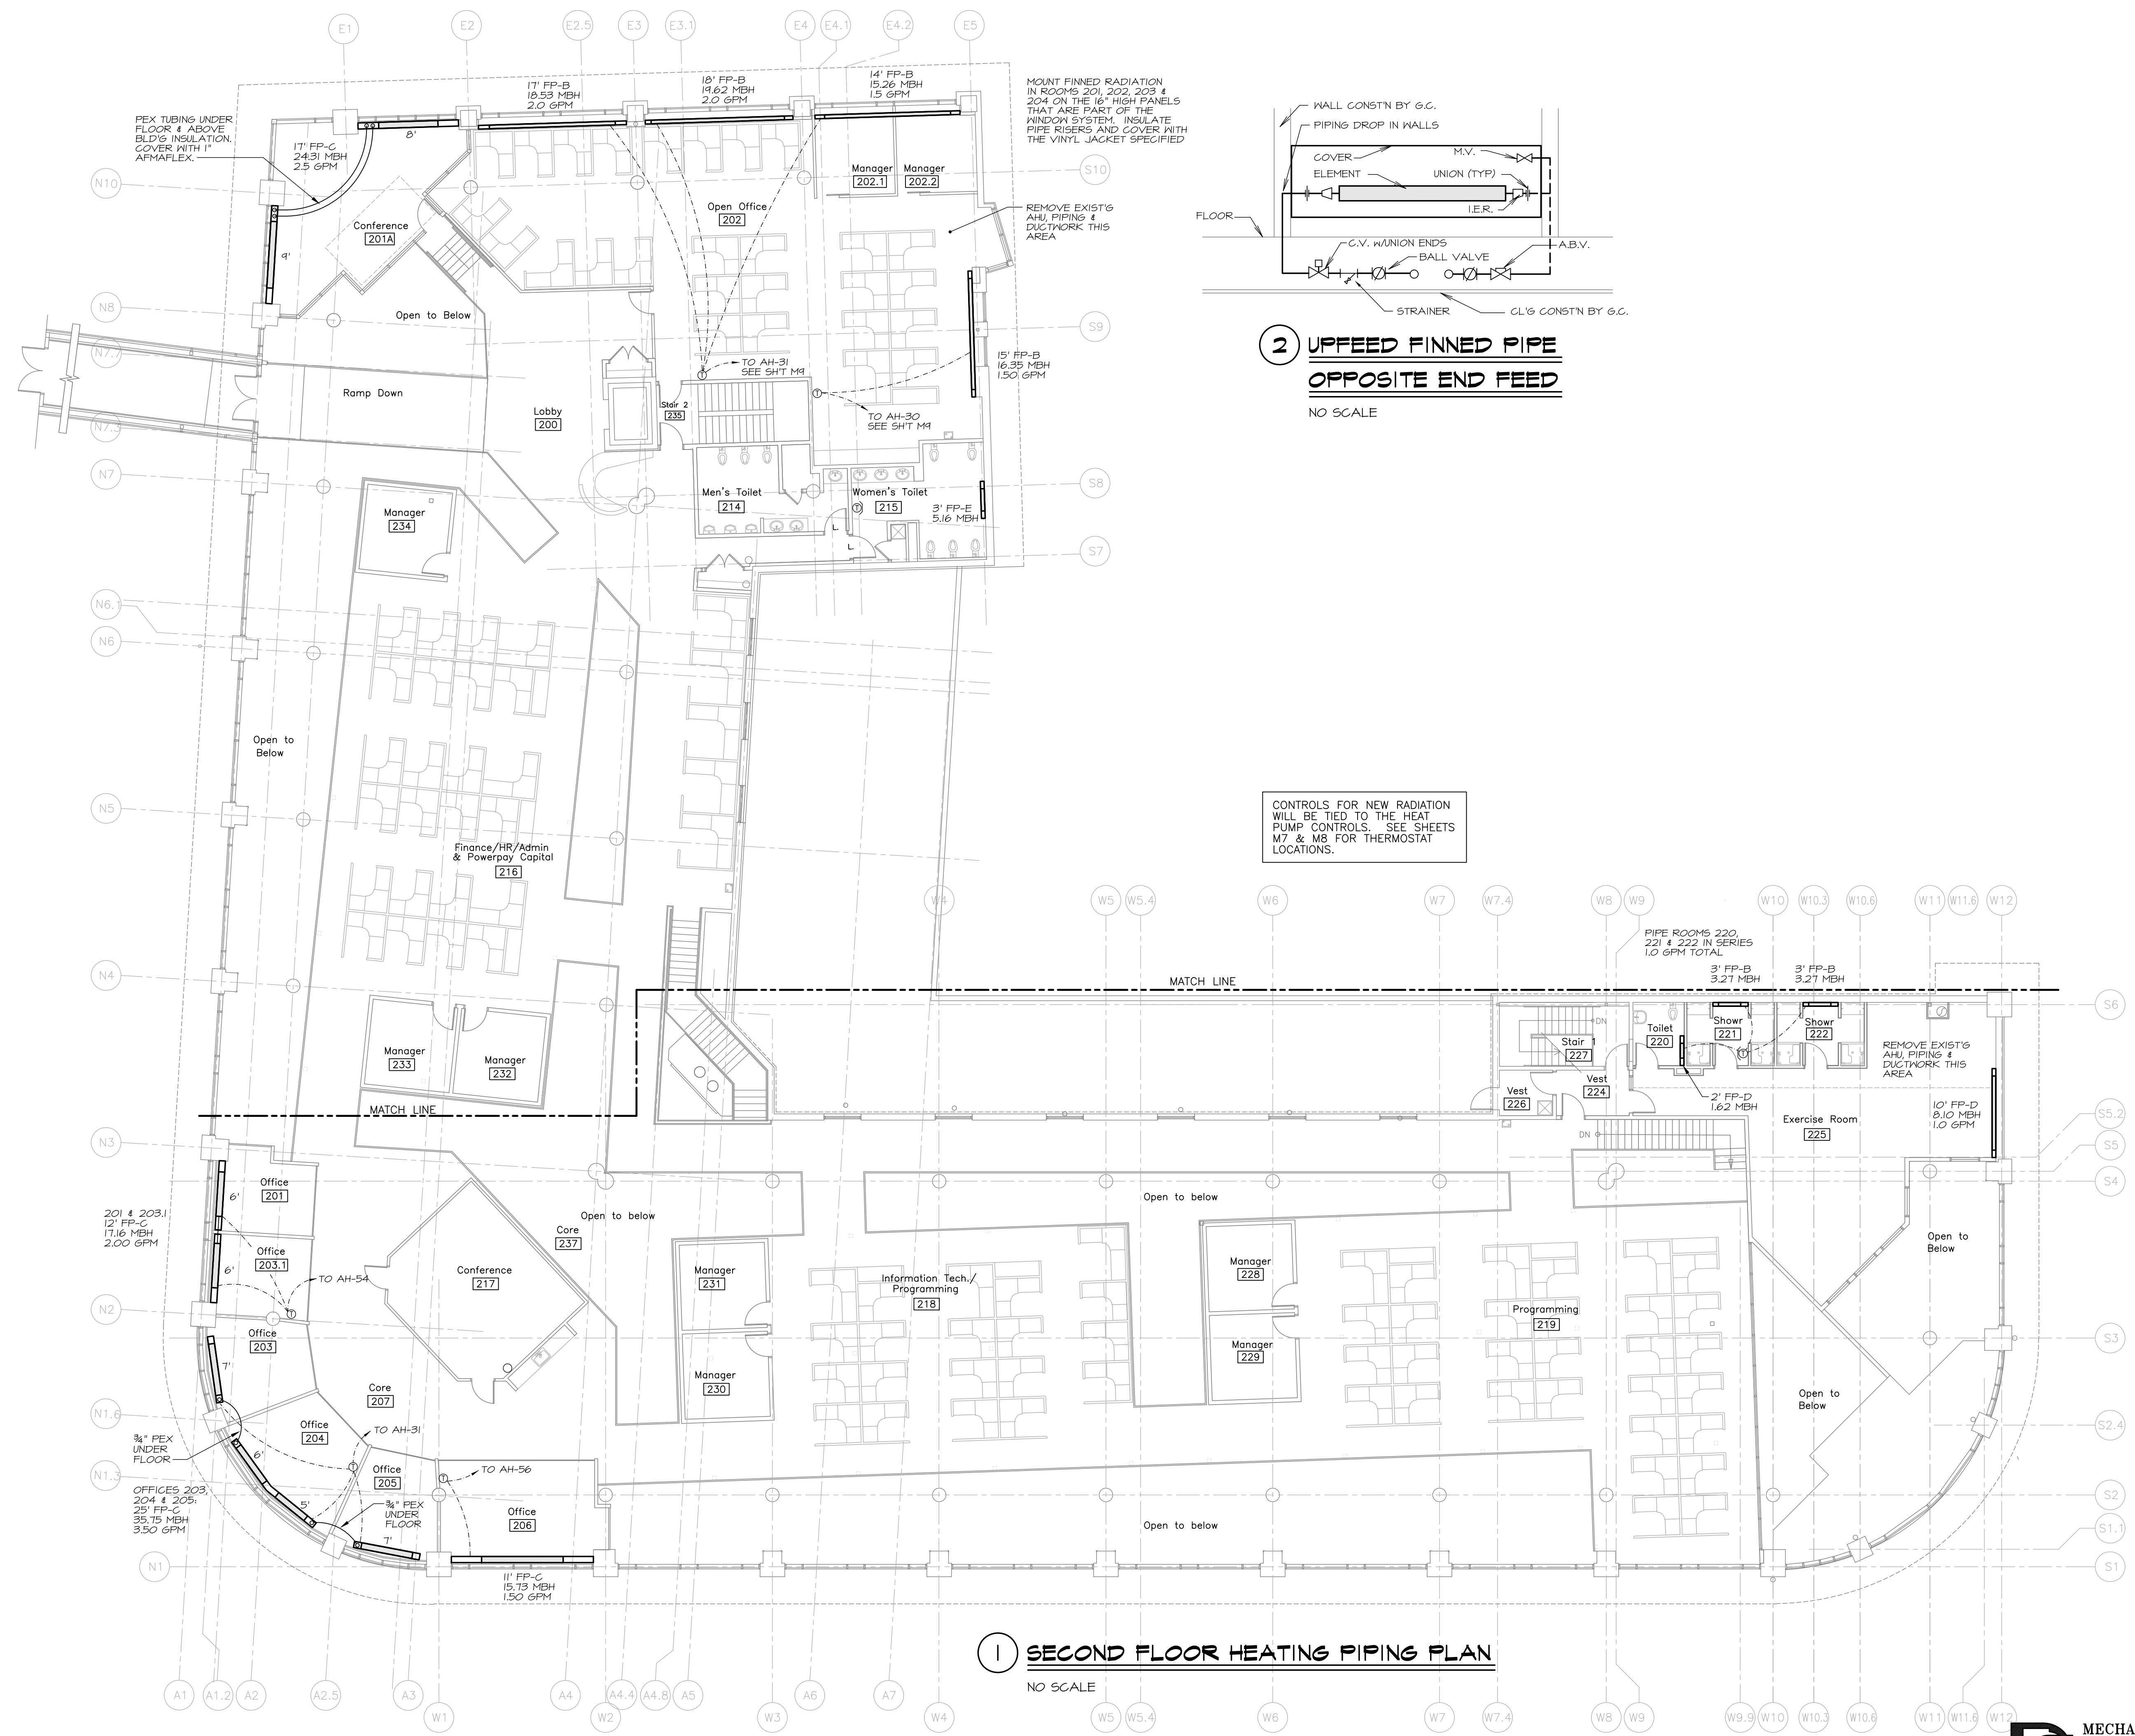 E1
E2
E2.5
E3
E3.1
E4
E4.1
E4.2
E5
17' FP-B
18.53 MBH
2.0 GPM
18' FP-B
19.62 MBH
2.0 GPM
14' FP-B
15.26 MBH
1.5 GPM
MOUNT FINNED RADIATION
IN ROOMS 201, 202, 203 &
204 ON THE 16" HIGH PANELS
THAT ARE PART OF THE
WINDOW SYSTEM. INSULATE
PIPE RISERS AND COVER WITH
THE VINYL JACKET SPECIFIED
PEX TUBING UNDER
FLOOR & ABOVE
BLD'G INSULATION.
COVER WITH 1"
AFMAFLEX.
17' FP-C
24.31 MBH
2.5 GPM
8'
9'
N10
S10
Manager
202.1
Manager
202.2
Open Office
202
REMOVE EXIST'G
AHU, PIPING &
DUCTWORK THIS
AREA
Conference
201A
N8
Open to Below
S9
N7.
TO AH-31
SEE SH'T M9
15' FP-B
16.35 MBH
1.50 GPM
Ramp Down
Lobby
200
Stair 2
235
TO AH-30
SEE SH'T M9
N7.3
N7
S8
Men's Toilet
214
Women's Toilet
215
3' FP-E
5.16 MBH
Manager
234
L.
L.
S7
N6.1
N6
Open to
Below
N5
Finance/HR/Admin
& Powerpay Capital
216
N4
WALL CONST'N BY G.C.
PIPING DROP IN WALLS
COVER
M.V.
ELEMENT
UNION (TYP)
I.E.R.
FLOOR
C.V. W/UNION ENDS
A.B.V.
BALL VALVE
STRAINER
CL'G CONST'N BY G.C.
2 UPFEED FINNED PIPE
OPPOSITE END FEED
NO SCALE
CONTROLS FOR NEW RADIATION
WILL BE TIED TO THE HEAT
PUMP CONTROLS. SEE SHEETS
M7 & M8 FOR THERMOSTAT
LOCATIONS.
W4
W5
W5.4
W6
W7
W7.4
W8
W9
W10
W10.3
W10.6
W11
W11.6
W12
PIPE ROOMS 220,
221 & 222 IN SERIES
1.0 GPM TOTAL
3' FP-B
3.27 MBH
3' FP-B
3.27 MBH
MATCH LINE
S6
DN
Stair 1
227
Toilet
220
Showr
221
Showr
222
REMOVE EXIST'G
AHU, PIPING &
DUCTWORK THIS
AREA
Manager
233
Manager
232
Vest
226
Vest
224
2' FP-D
1.62 MBH
10' FP-D
8.10 MBH
1.0 GPM
MATCH LINE
Exercise Room
225
S5.2
DN
N3
S5
S4
Office
201
6'
201 & 203.1
12' FP-C
17.16 MBH
2.00 GPM
Open to below
Open to below
Core
237
Office
203.1
6'
TO AH-54
Conference
217
Manager
231
Information Tech./
Programming
218
Manager
228
Open to
Below
N2
Office
203
Programming
219
S3
7'
Manager
229
Core
207
Manager
230
Open to
Below
N1.6
Office
204
TO AH-31
S2.4
¾" PEX
UNDER
FLOOR
6'
Office
205
TO AH-56
N1.3
OFFICES 203,
204 & 205:
25' FP-C
35.75 MBH
3.50 GPM
5'
¾" PEX
UNDER
FLOOR
7'
Office
206
S2
Open to below
S1.1
N1
S1
11' FP-C
15.73 MBH
1.50 GPM
1 SECOND FLOOR HEATING PIPING PLAN
NO SCALE
A1
A1.2
A2
A2.5
A3
A4
A4.4
A4.8
A5
A6
A7
W1
W2
W3
W4
W5
W5.4
W6
W7
W7.4
W8
W9
W9.9
W10
W10.3
W10.6
W11
W11.6
W12
MECHA